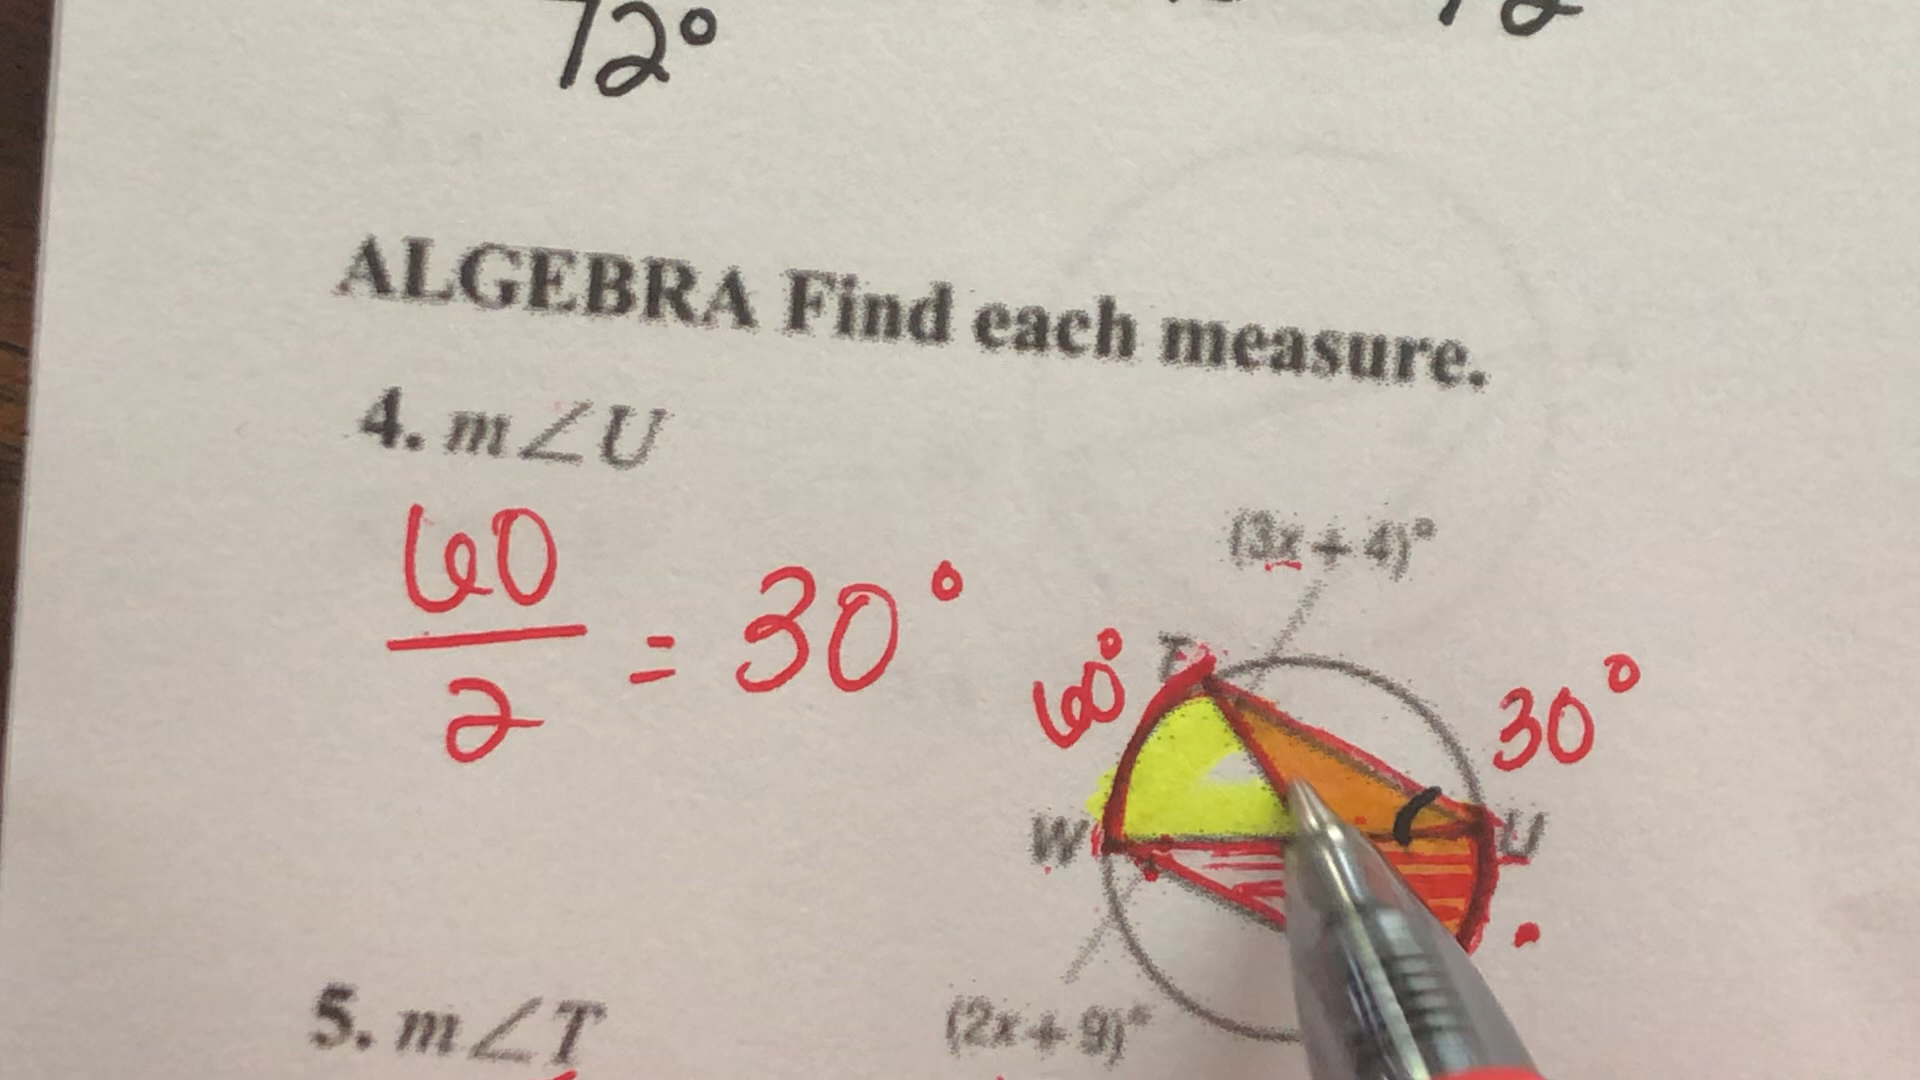 72°
ALGEBRA Find each measure.
4. m∠U
60
2
= 30°
(3x + 4)°
60°
T
30°
W
U
(2x + 9)°
5. m∠T